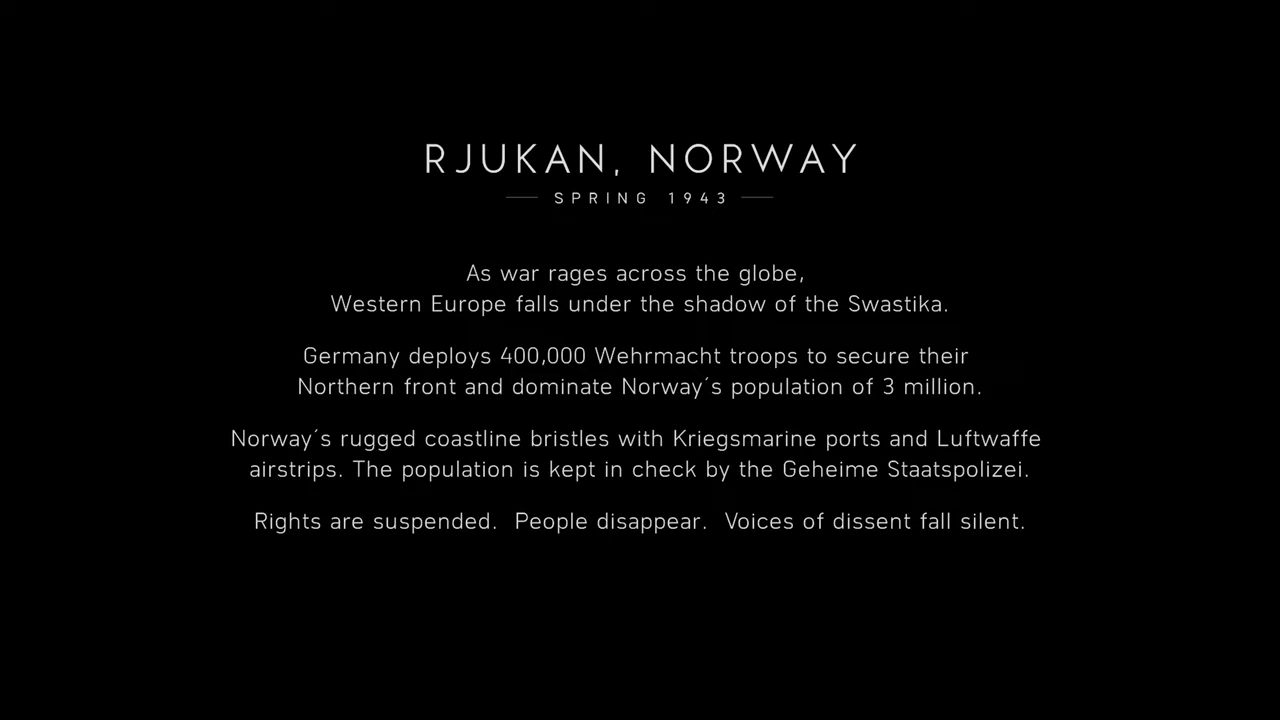 RJUKAN, NORWAY
SPRING 1943
As war rages across the globe,
Western Europe falls under the shadow of the Swastika.
Germany deploys 400,000 Wehrmacht troops to secure their
Northern front and dominate Norway´s population of 3 million.
Norway´s rugged coastline bristles with Kriegsmarine ports and Luftwaffe
airstrips. The population is kept in check by the Geheime Staatspolizei.
Rights are suspended.  People disappear.  Voices of dissent fall silent.